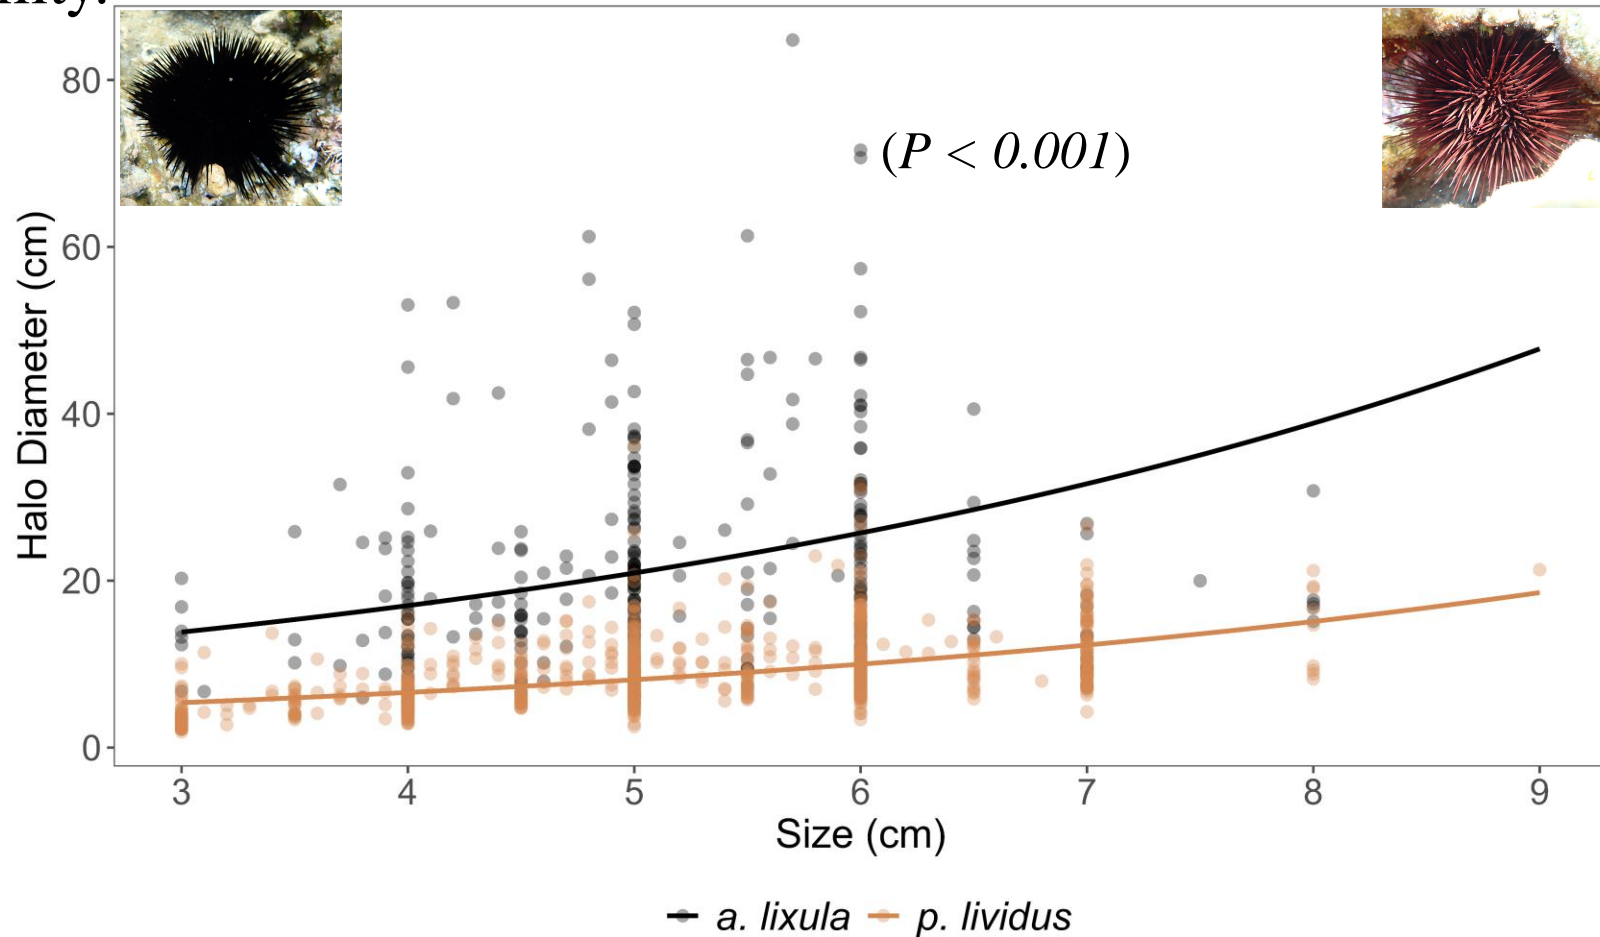 80
(P < 0.001)
60
40
20
0
Halo Diameter (cm)
3 4 5 6 7 8 9
Size (cm)
a. lixula p. lividus